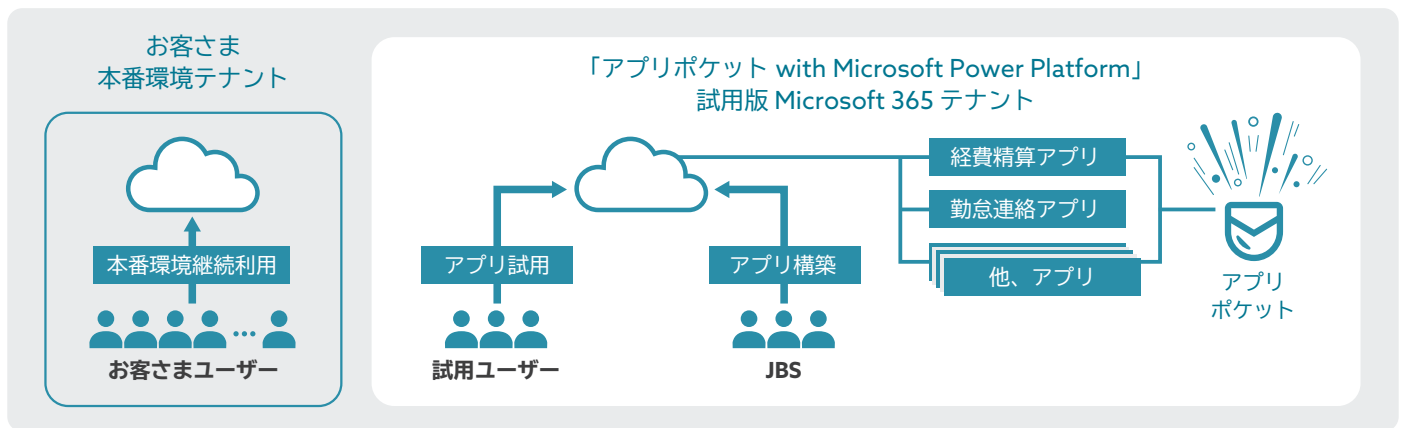 お客さま
本番環境テナント
本番環境継続利用
お客さまユーザー
「アプリポケット with Microsoft Power Platform」
試用版 Microsoft 365 テナント
アプリ試用
試用ユーザー
アプリ構築
JBS
経費精算アプリ
勤怠連絡アプリ
他、アプリ
アプリ
ポケット